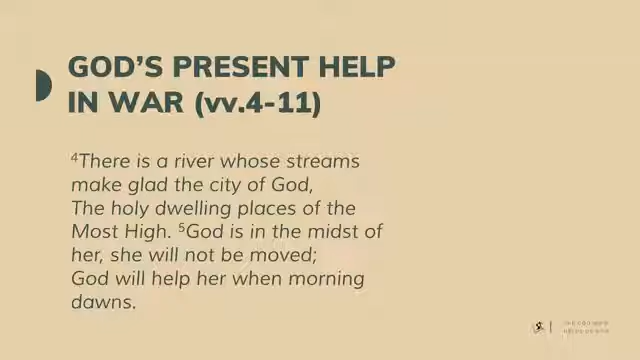 GOD’S PRESENT HELP
IN WAR (vv.4-11)
⁴There is a river whose streams
make glad the city of God,
The holy dwelling places of the
Most High. ⁵God is in the midst of
her, she will not be moved;
God will help her when morning
dawns.